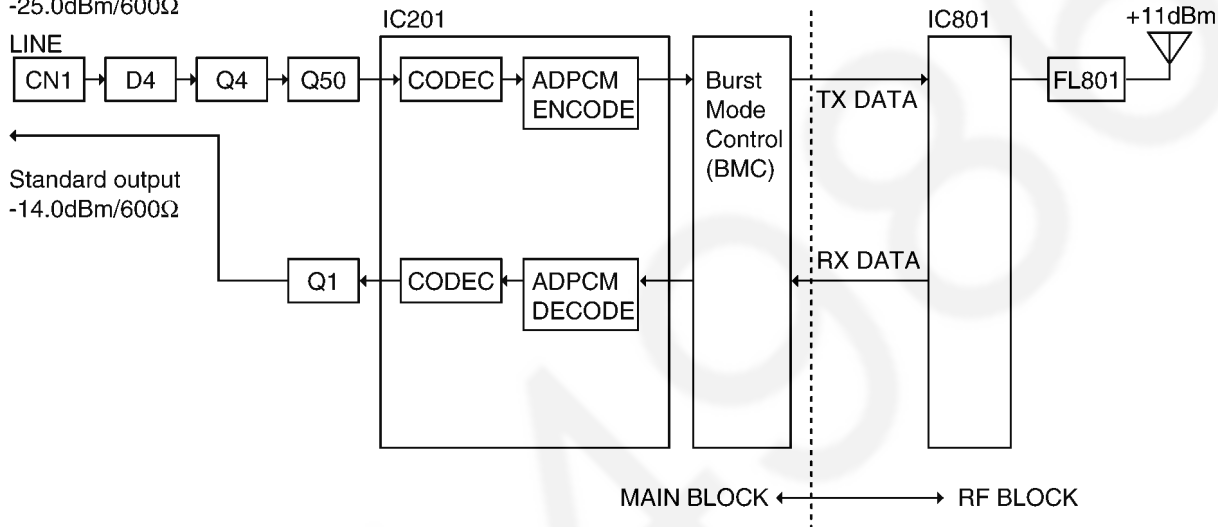 -25.0dBm/600Ω
LINE
CN1
D4
Q4
Q50
IC201
CODEC
ADPCM
ENCODE
Burst
Mode
Control
(BMC)
TX DATA
IC801
FL801
+11dBm
Standard output
-14.0dBm/600Ω
Q1
CODEC
ADPCM
DECODE
RX DATA
MAIN BLOCK
RF BLOCK